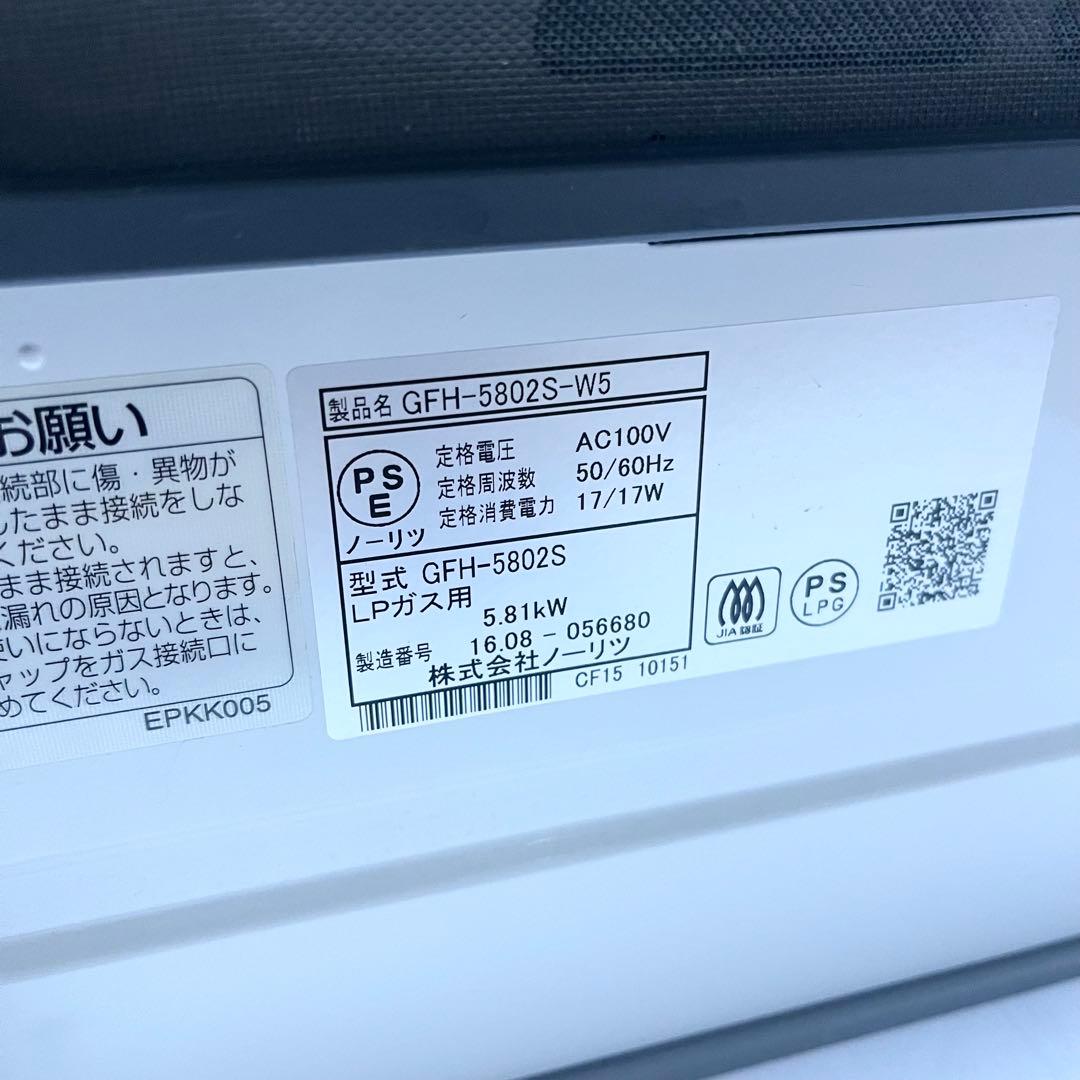 お願い
続部に傷・異物が
したまま接続をしな
ください。
まま接続されますと、
漏れの原因となります。
使いにならないときは、
ャップをガス接続口に
めてください。
EPKK005
製品名 GFH-5802S-W5
PS
E
ノーリツ
定格電圧 AC100V
定格周波数 50/60Hz
定格消費電力 17/17W
型式 GFH-5802S
LPガス用
5.81kW
製造番号 16.08-056680
株式会社ノーリツ
CF15 10151
JIA 認証
PS
LPG